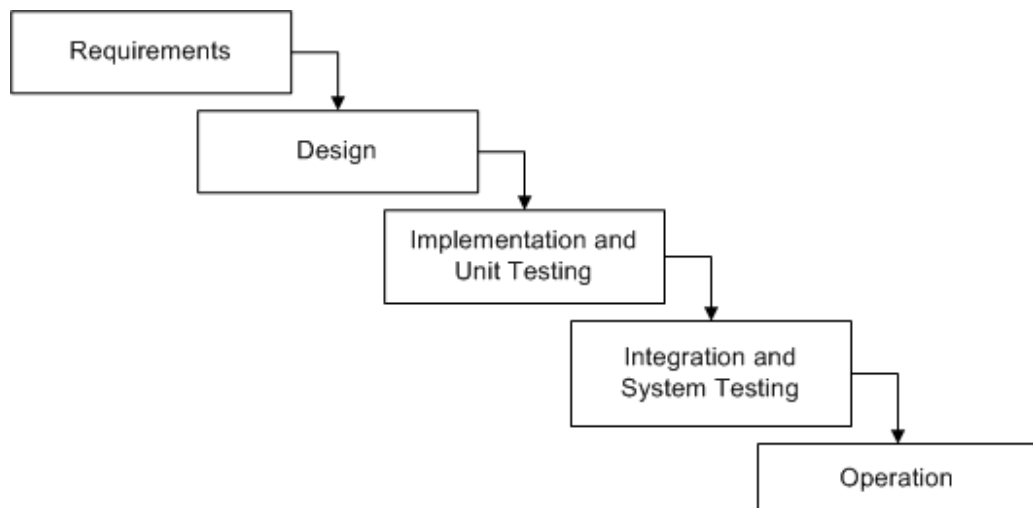 Requirements
Design
Implementation and
Unit Testing
Integration and
System Testing
Operation